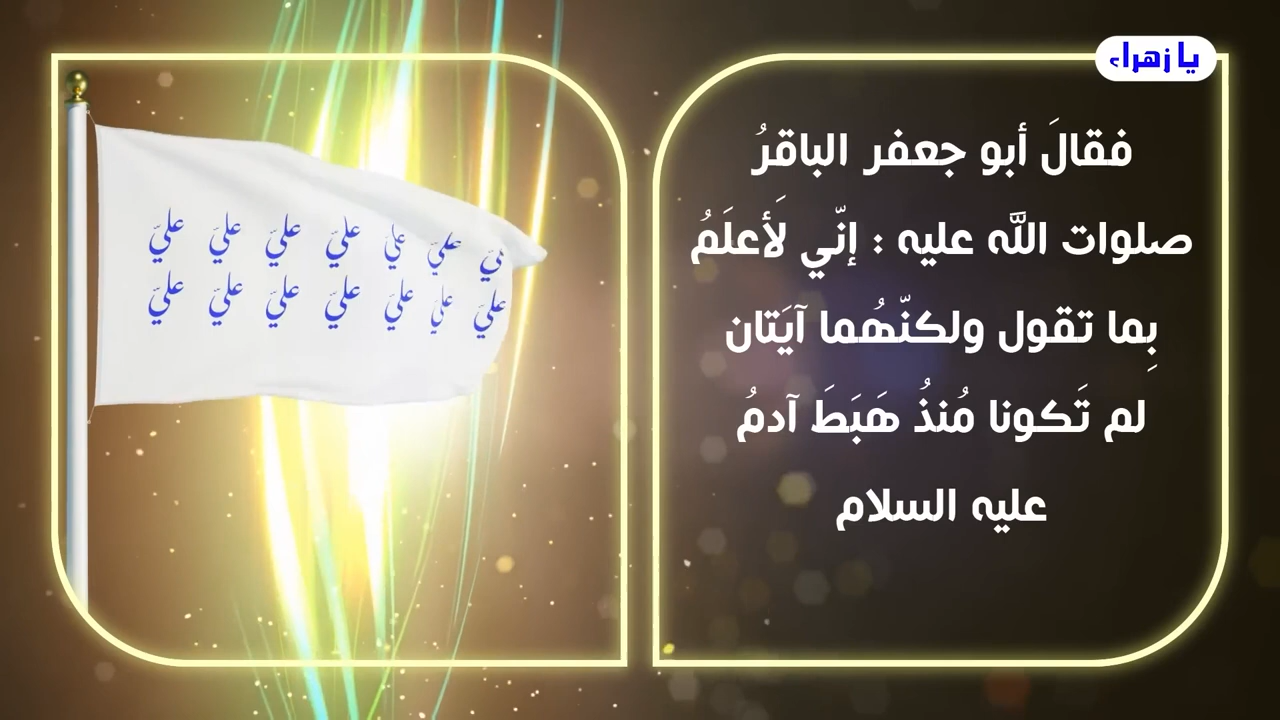 يا زهراء
فقالَ أبو جعفر الباقرُ
صلوات اللَّه عليه : إنّي لَأعلَمُ
بِما تقول ولكنّهُما آيَتان
لم تَكونا مُنذُ هَبَطَ آدمُ
عليه السلام
عليّ عليّ عليّ عليّ عليّ عليّ
عليّ عليّ عليّ عليّ عليّ عليّ عليّ